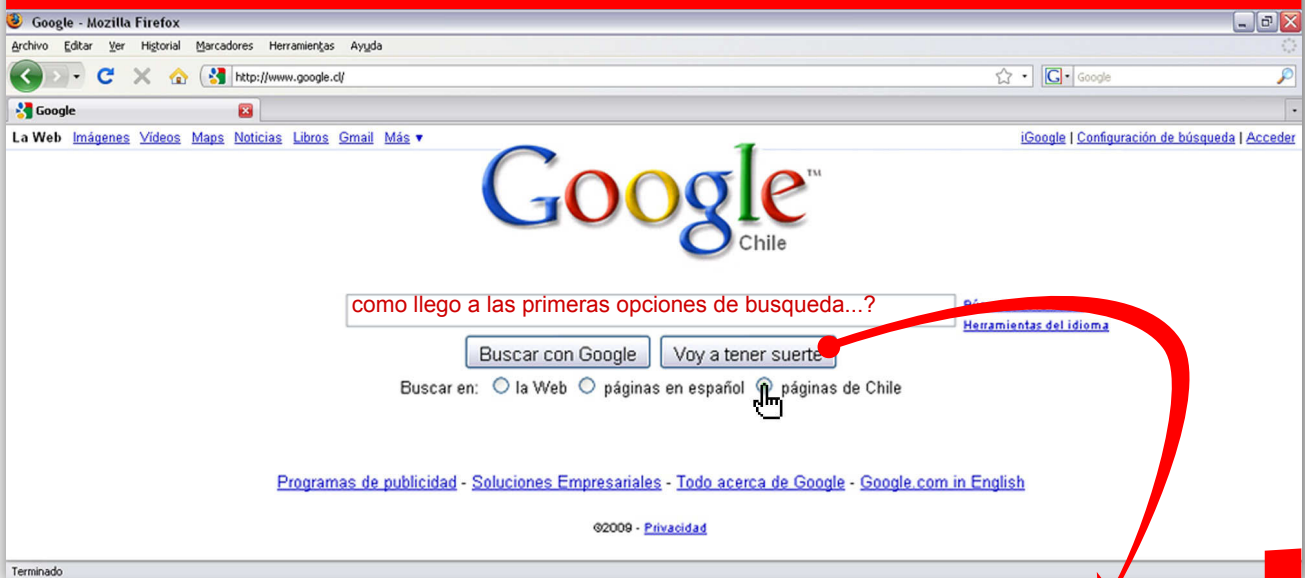 Google - Mozilla Firefox
Archivo Editar Ver Historial Marcadores Herramientas Ayuda
http://www.google.cl/
Google
Google
La Web Imágenes Vídeos Maps Noticias Libros Gmail Más ▼
iGoogle | Configuración de búsqueda | Acceder
Google™
Chile
como llego a las primeras opciones de busqueda...?
Herramientas del idioma
Buscar con Google Voy a tener suerte
Buscar en: la Web páginas en español páginas de Chile
Programas de publicidad - Soluciones Empresariales - Todo acerca de Google - Google.com in English
©2009 - Privacidad
Terminado